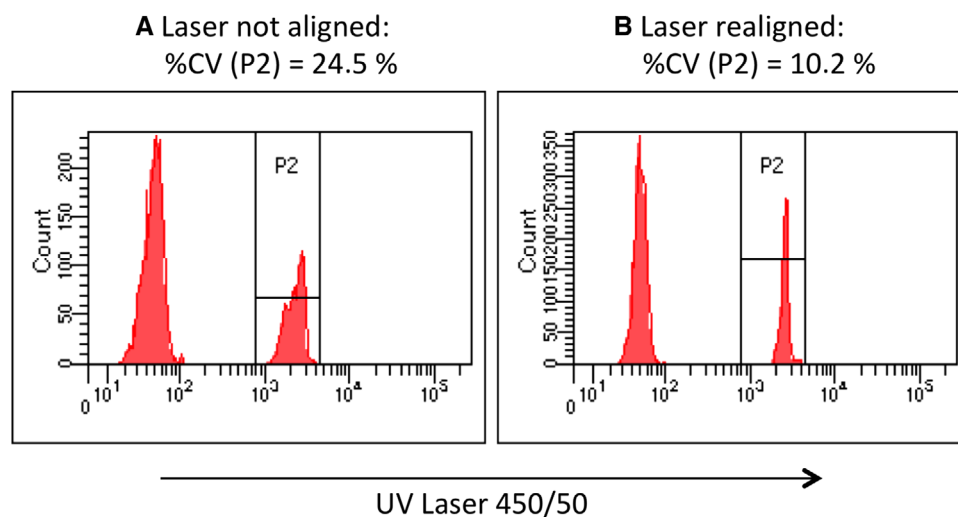 A Laser not aligned:
%CV (P2) = 24.5 %
B Laser realigned:
%CV (P2) = 10.2 %
P2
Count
0 50 100 150 200
0 10¹ 10² 10³ 10⁴ 10⁵
P2
Count
0 50 100 150 200 250 300 350
0 10¹ 10² 10³ 10⁴ 10⁵
UV Laser 450/50